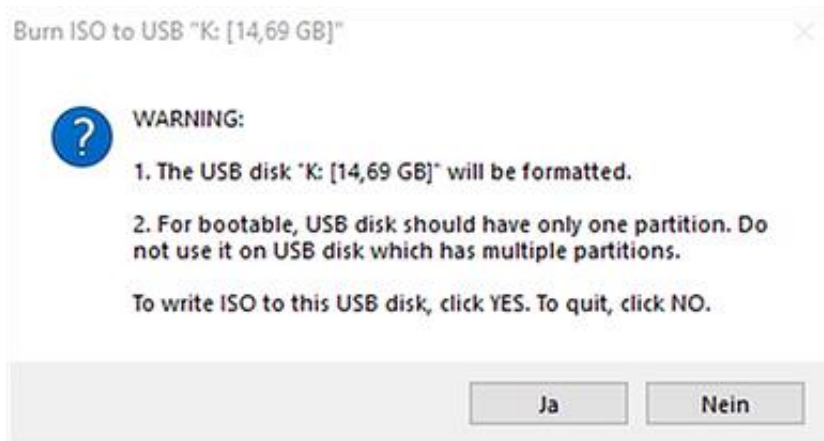 Burn ISO to USB "K: [14,69 GB]"
WARNING:
1. The USB disk "K: [14,69 GB]" will be formatted.
2. For bootable, USB disk should have only one partition. Do
not use it on USB disk which has multiple partitions.
To write ISO to this USB disk, click YES. To quit, click NO.
Ja
Nein